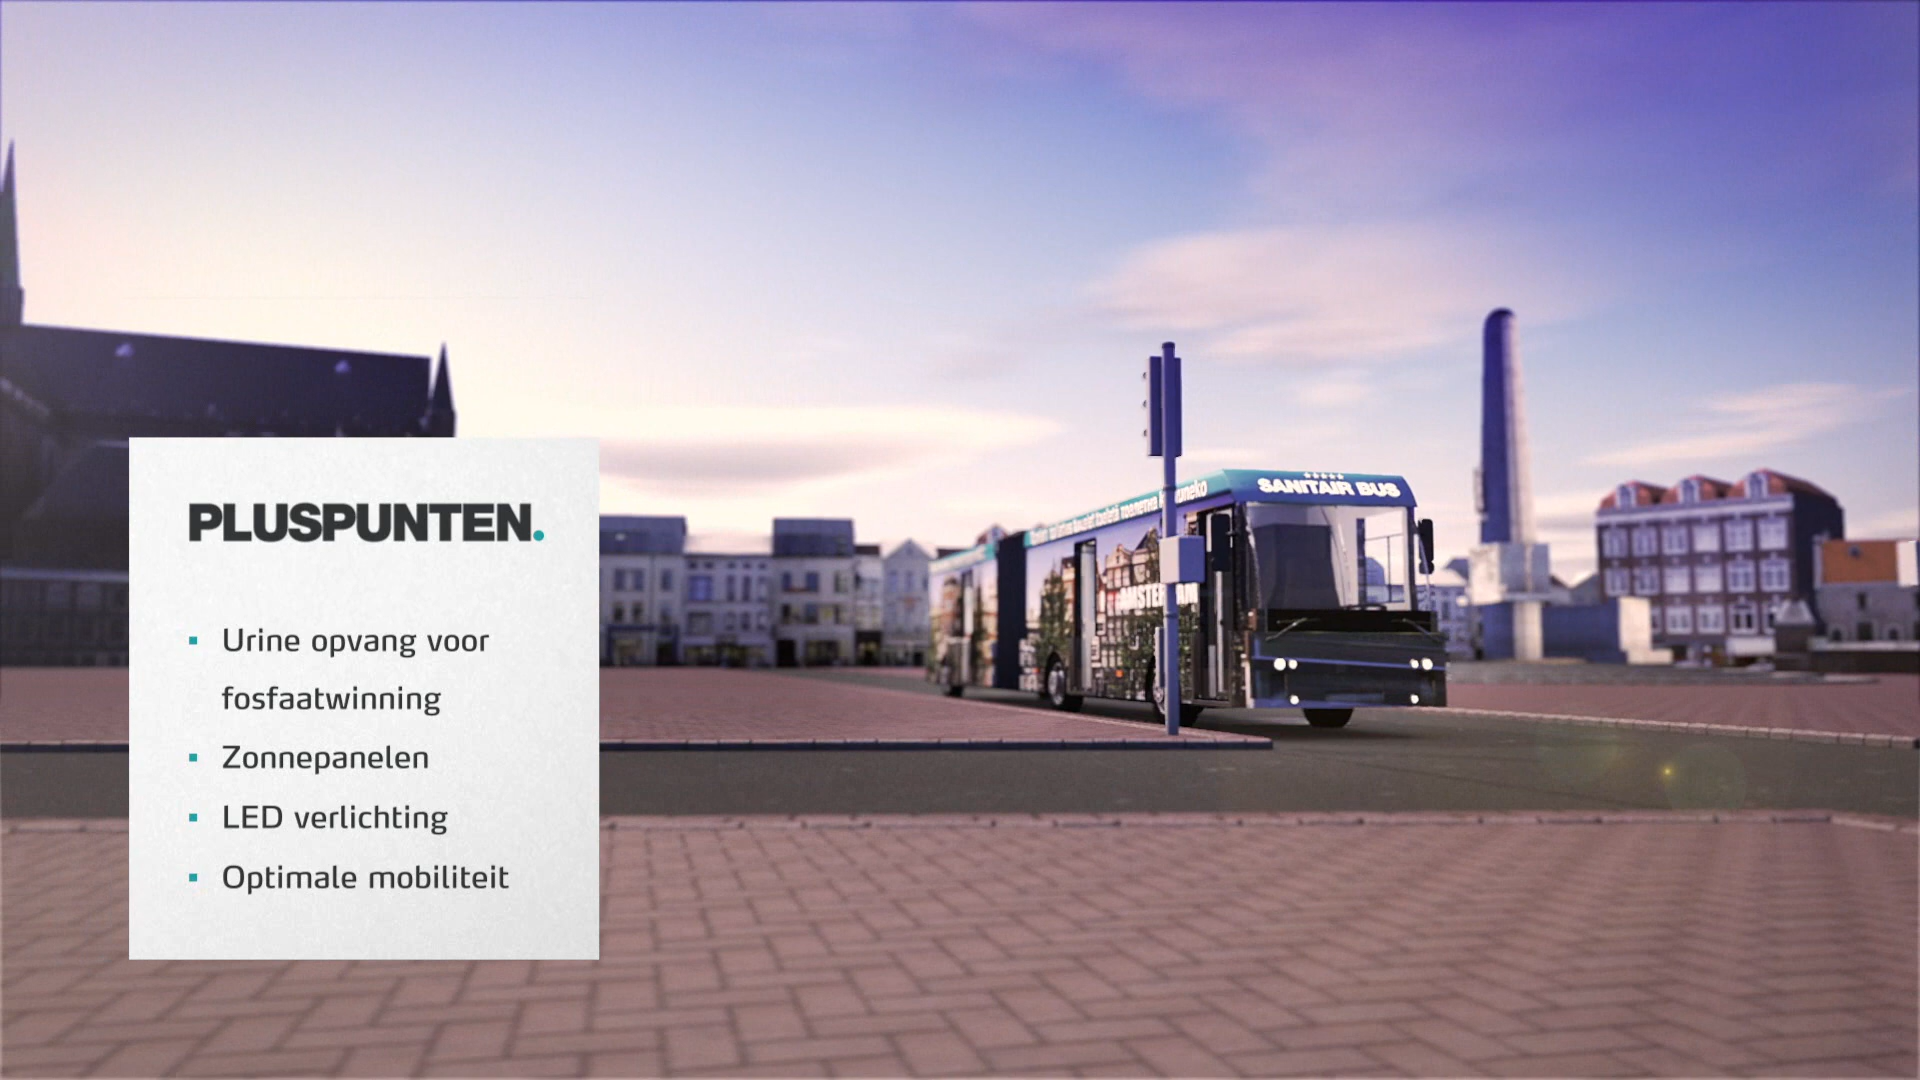 PLUSPUNTEN.
Urine opvang voor
fosfaatwinning
Zonnepanelen
LED verlichting
Optimale mobiliteit
SANITAIR BUS